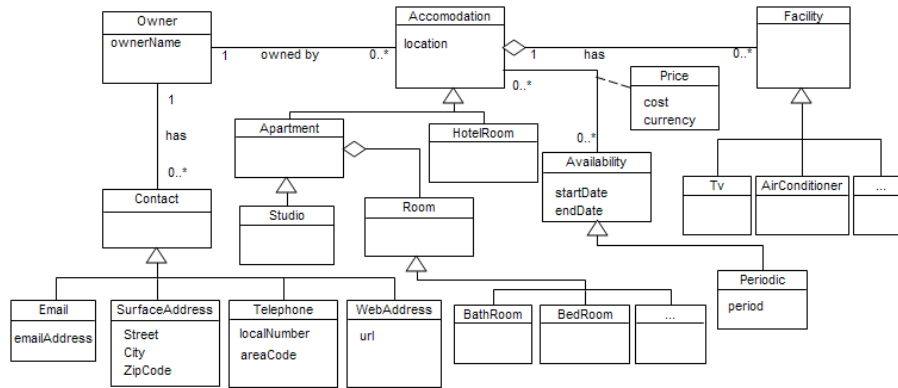 Owner
ownerName
1
owned by
0..*
Accomodation
location
1
has
0..*
Facility
0..*
Price
cost
currency
1
has
0..*
Apartment
HotelRoom
0..*
Availability
startDate
endDate
Tv
AirConditioner
...
Contact
Studio
Room
Periodic
period
Email
emailAddress
SurfaceAddress
Street
City
ZipCode
Telephone
localNumber
areaCode
WebAddress
url
BathRoom
BedRoom
...